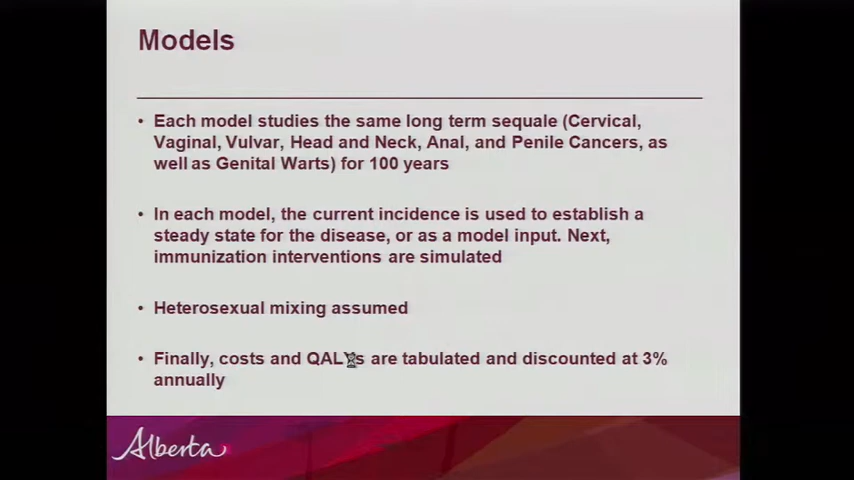 Models
• Each model studies the same long term sequale (Cervical,
Vaginal, Vulvar, Head and Neck, Anal, and Penile Cancers, as
well as Genital Warts) for 100 years
• In each model, the current incidence is used to establish a
steady state for the disease, or as a model input. Next,
immunization interventions are simulated
• Heterosexual mixing assumed
• Finally, costs and QALYs are tabulated and discounted at 3%
annually
Alberta